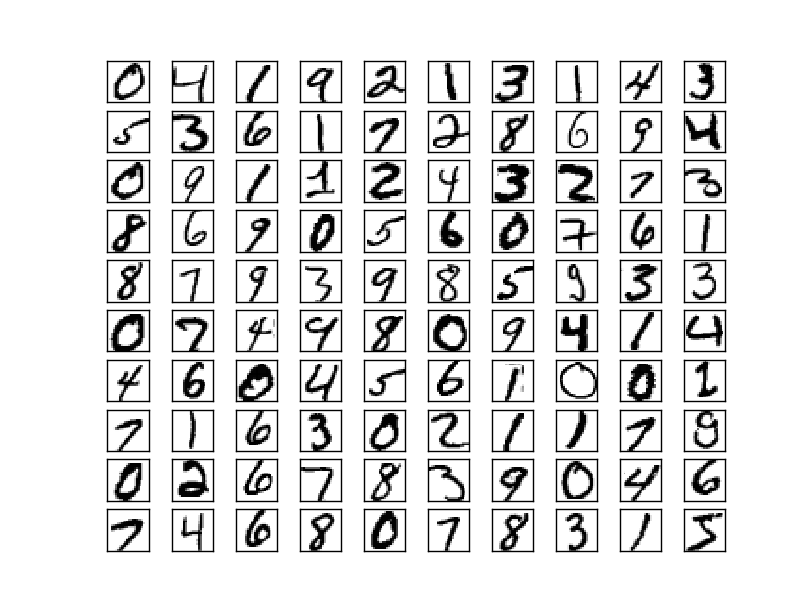 0 4 1 9 2 1 3 1 4 3
5 3 6 1 7 2 8 6 9 4
0 9 1 1 2 4 3 2 7 3
8 6 9 0 5 6 0 7 6 1
8 7 9 3 9 8 5 9 3 3
0 7 4 9 8 0 9 4 1 4
4 6 0 4 5 6 1 0 0 1
7 1 6 3 0 2 1 1 7 9
0 2 6 7 8 3 9 0 4 6
7 4 6 8 0 7 8 3 1 5